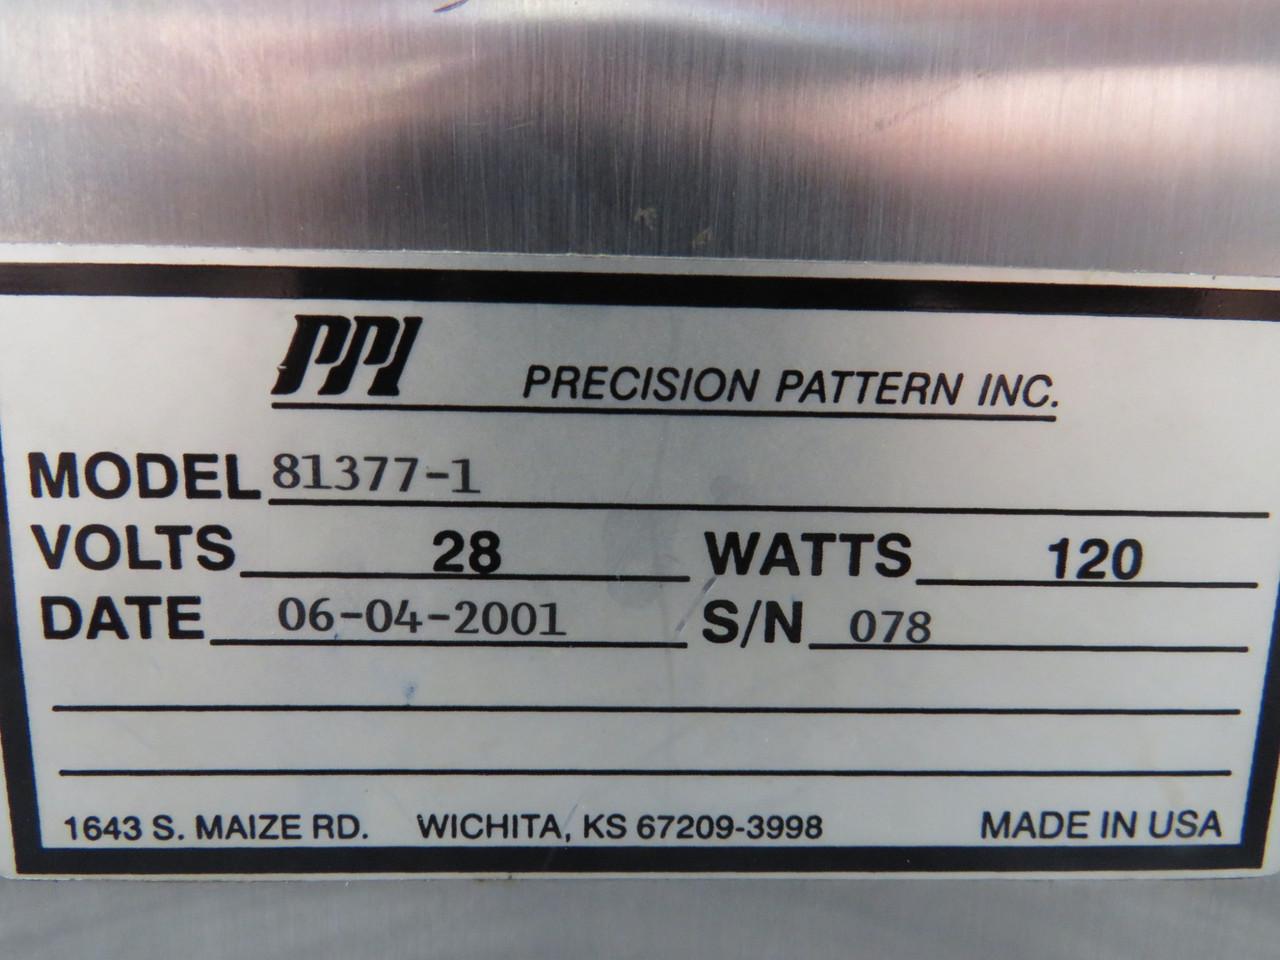 PPI PRECISION PATTERN INC.
MODEL 81377-1
VOLTS 28 WATTS 120
DATE 06-04-2001 S/N 078
1643 S. MAIZE RD. WICHITA, KS 67209-3998 MADE IN USA